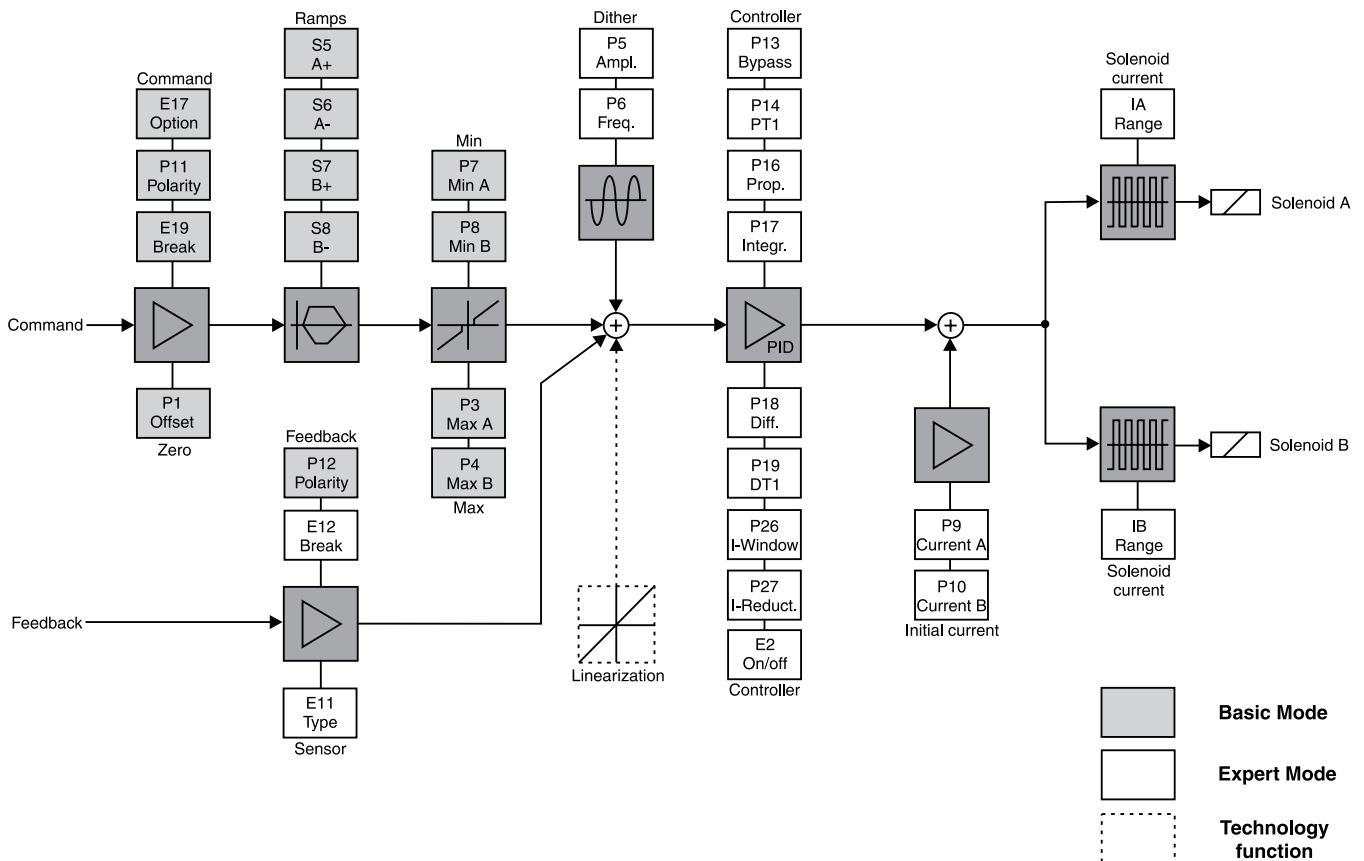 Command
E17
Option
P11
Polarity
E19
Break
Command
P1
Offset
Zero
Ramps
S5
A+
S6
A-
S7
B+
S8
B-
Min
P7
Min A
P8
Min B
P3
Max A
P4
Max B
Max
Feedback
P12
Polarity
E12
Break
Feedback
E11
Type
Sensor
Dither
P5
Ampl.
P6
Freq.
+
Linearization
Controller
P13
Bypass
P14
PT1
P16
Prop.
P17
Integr.
PID
P18
Diff.
P19
DT1
P26
I-Window
P27
I-Reduct.
E2
On/off
Controller
+
P9
Current A
P10
Current B
Initial current
Solenoid
current
IA
Range
Solenoid A
Solenoid B
IB
Range
Solenoid
current
Basic Mode
Expert Mode
Technology
function